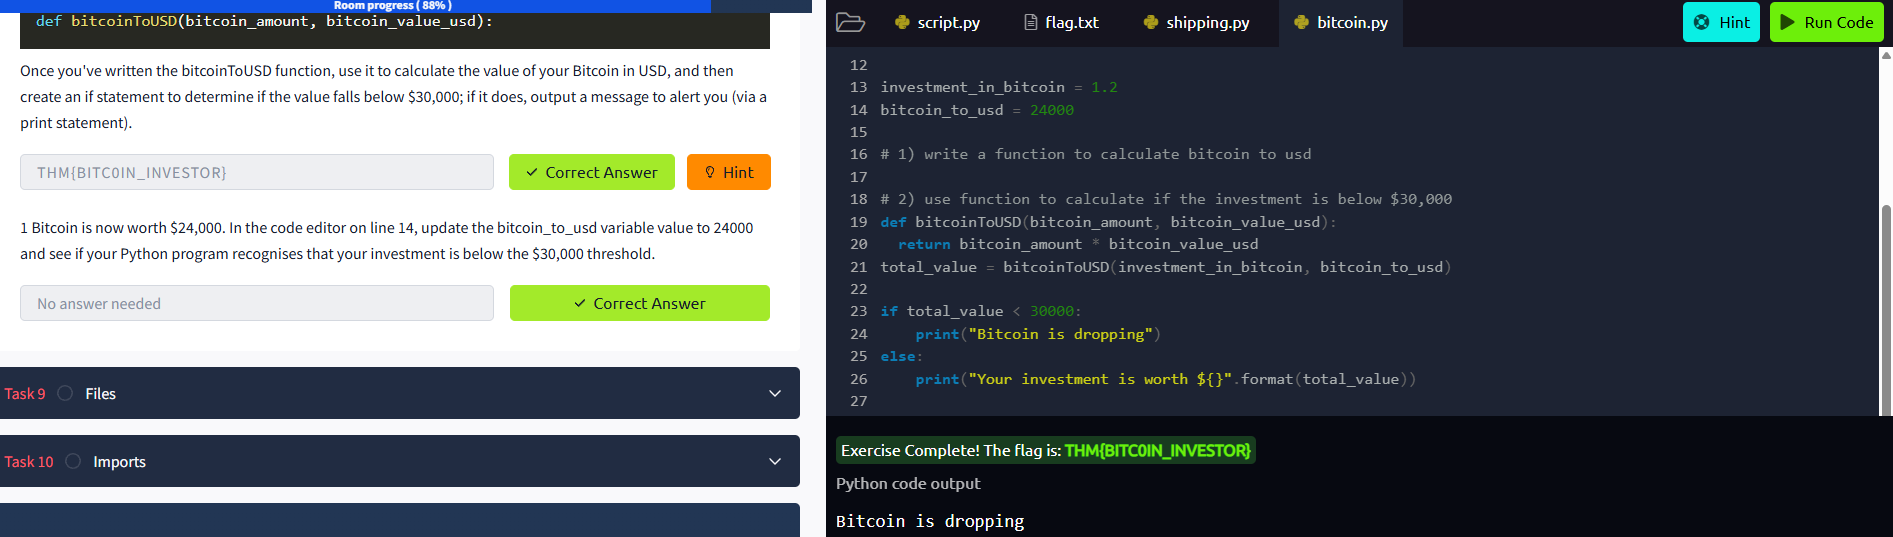 Room progress ( 88% )
def bitcoinToUSD(bitcoin_amount, bitcoin_value_usd):
Once you've written the bitcoinToUSD function, use it to calculate the value of your Bitcoin in USD, and then
create an if statement to determine if the value falls below $30,000; if it does, output a message to alert you (via a
print statement).
THM{BITC0IN_INVESTOR}
Correct Answer
Hint
1 Bitcoin is now worth $24,000. In the code editor on line 14, update the bitcoin_to_usd variable value to 24000
and see if your Python program recognises that your investment is below the $30,000 threshold.
No answer needed
Correct Answer
Task 9 Files
Task 10 Imports
script.py flag.txt shipping.py bitcoin.py Hint Run Code
12
13 investment_in_bitcoin = 1.2
14 bitcoin_to_usd = 24000
15
16 # 1) write a function to calculate bitcoin to usd
17
18 # 2) use function to calculate if the investment is below $30,000
19 def bitcoinToUSD(bitcoin_amount, bitcoin_value_usd):
20   return bitcoin_amount * bitcoin_value_usd
21 total_value = bitcoinToUSD(investment_in_bitcoin, bitcoin_to_usd)
22
23 if total_value < 30000:
24     print("Bitcoin is dropping")
25 else:
26     print("Your investment is worth ${}".format(total_value))
27
Exercise Complete! The flag is: THM{BITC0IN_INVESTOR}
Python code output
Bitcoin is dropping